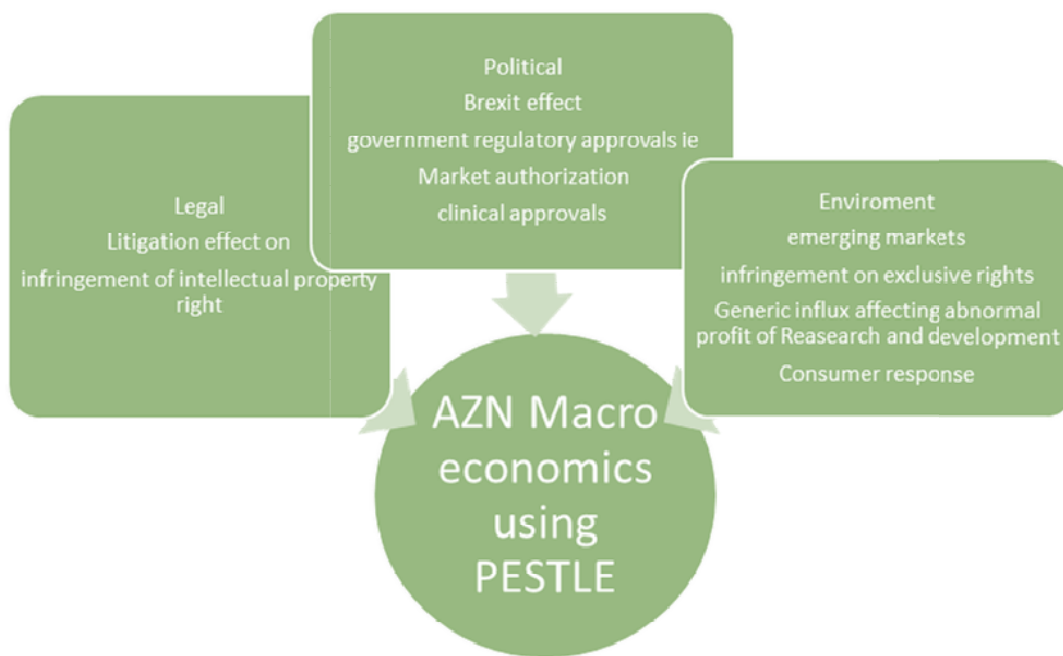 Political
Brexit effect
government regulatory approvals ie
Market authorization
clinical approvals
Legal
Litigation effect on
infringement of intellectual property
right
Enviroment
emerging markets
infringement on exclusive rights
Generic influx affecting abnormal
profit of Reasearch and development
Consumer response
AZN Macro
economics
using
PESTLE